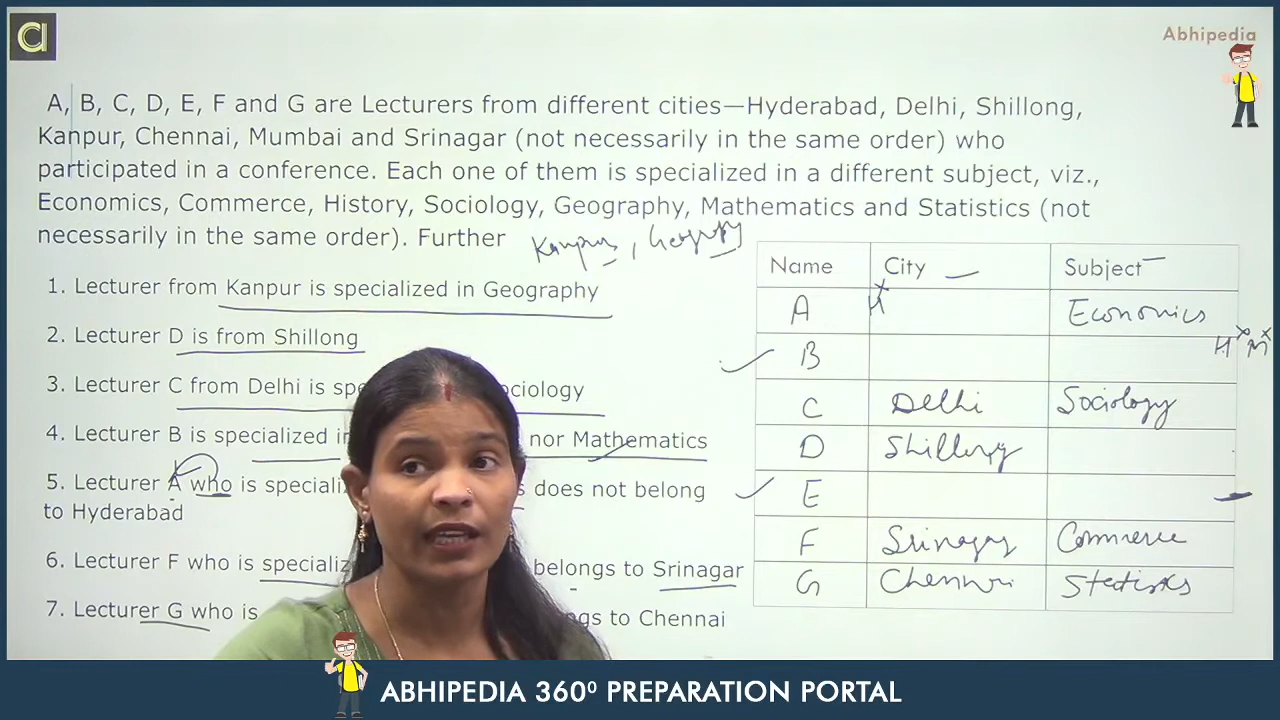 Abhipedia
A, B, C, D, E, F and G are Lecturers from different cities—Hyderabad, Delhi, Shillong,
Kanpur, Chennai, Mumbai and Srinagar (not necessarily in the same order) who
participated in a conference. Each one of them is specialized in a different subject, viz.,
Economics, Commerce, History, Sociology, Geography, Mathematics and Statistics (not
necessarily in the same order). Further
Kanpur, Geography
1. Lecturer from Kanpur is specialized in Geography
2. Lecturer D is from Shillong
3. Lecturer C from Delhi is spe ociology
4. Lecturer B is specialized in nor Mathematics
5. Lecturer A who is specializ s does not belong
to Hyderabad
6. Lecturer F who is specializ belongs to Srinagar
7. Lecturer G who is ngs to Chennai
Name City Subject
A H x Economics
B H x M x
C Delhi Sociology
D Shillong
E
F Srinagar Commerce
G Chennai Statistics
ABHIPEDIA 360⁰ PREPARATION PORTAL